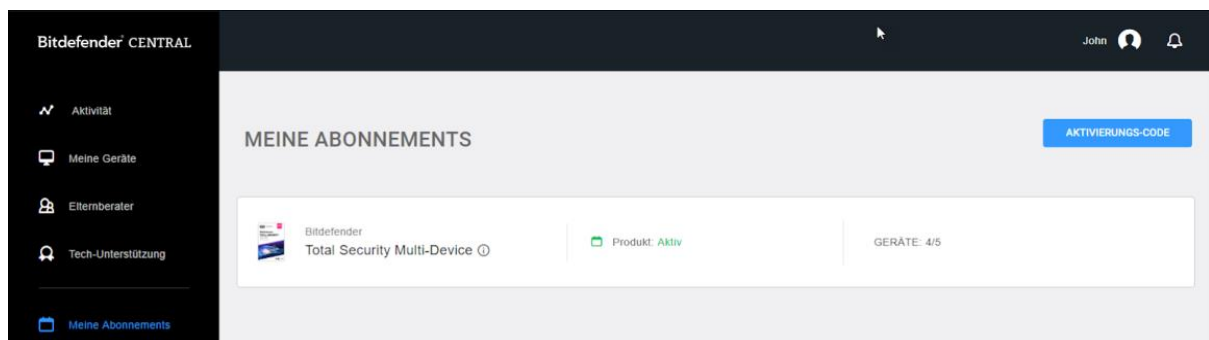 Bitdefender CENTRAL
John
Aktivität
Meine Geräte
Elternberater
Tech-Unterstützung
Meine Abonnements
MEINE ABONNEMENTS
AKTIVIERUNGS-CODE
Bitdefender
Total Security Multi-Device
Produkt: Aktiv
GERÄTE: 4/5